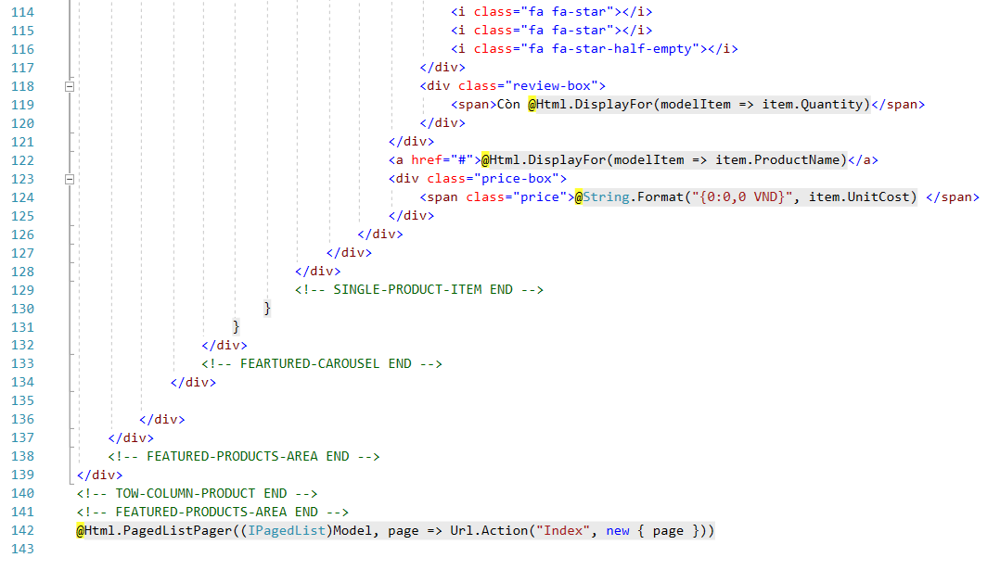 114 <i class="fa fa-star"></i>
115 <i class="fa fa-star"></i>
116 <i class="fa fa-star-half-empty"></i>
117 </div>
118 <div class="review-box">
119 <span>Còn @Html.DisplayFor(modelItem => item.Quantity)</span>
120 </div>
121 </div>
122 <a href="#">@Html.DisplayFor(modelItem => item.ProductName)</a>
123 <div class="price-box">
124 <span class="price">@String.Format("{0:0,0 VND}", item.UnitCost) </span>
125 </div>
126 </div>
127 </div>
128 </div>
129 <!-- SINGLE-PRODUCT-ITEM END -->
130 }
131 }
132 </div>
133 <!-- FEARTURED-CAROUSEL END -->
134 </div>
135
136 </div>
137 </div>
138 <!-- FEATURED-PRODUCTS-AREA END -->
139 </div>
140 <!-- TOW-COLUMN-PRODUCT END -->
141 <!-- FEATURED-PRODUCTS-AREA END -->
142 @Html.PagedListPager((IPagedList)Model, page => Url.Action("Index", new { page }))
143